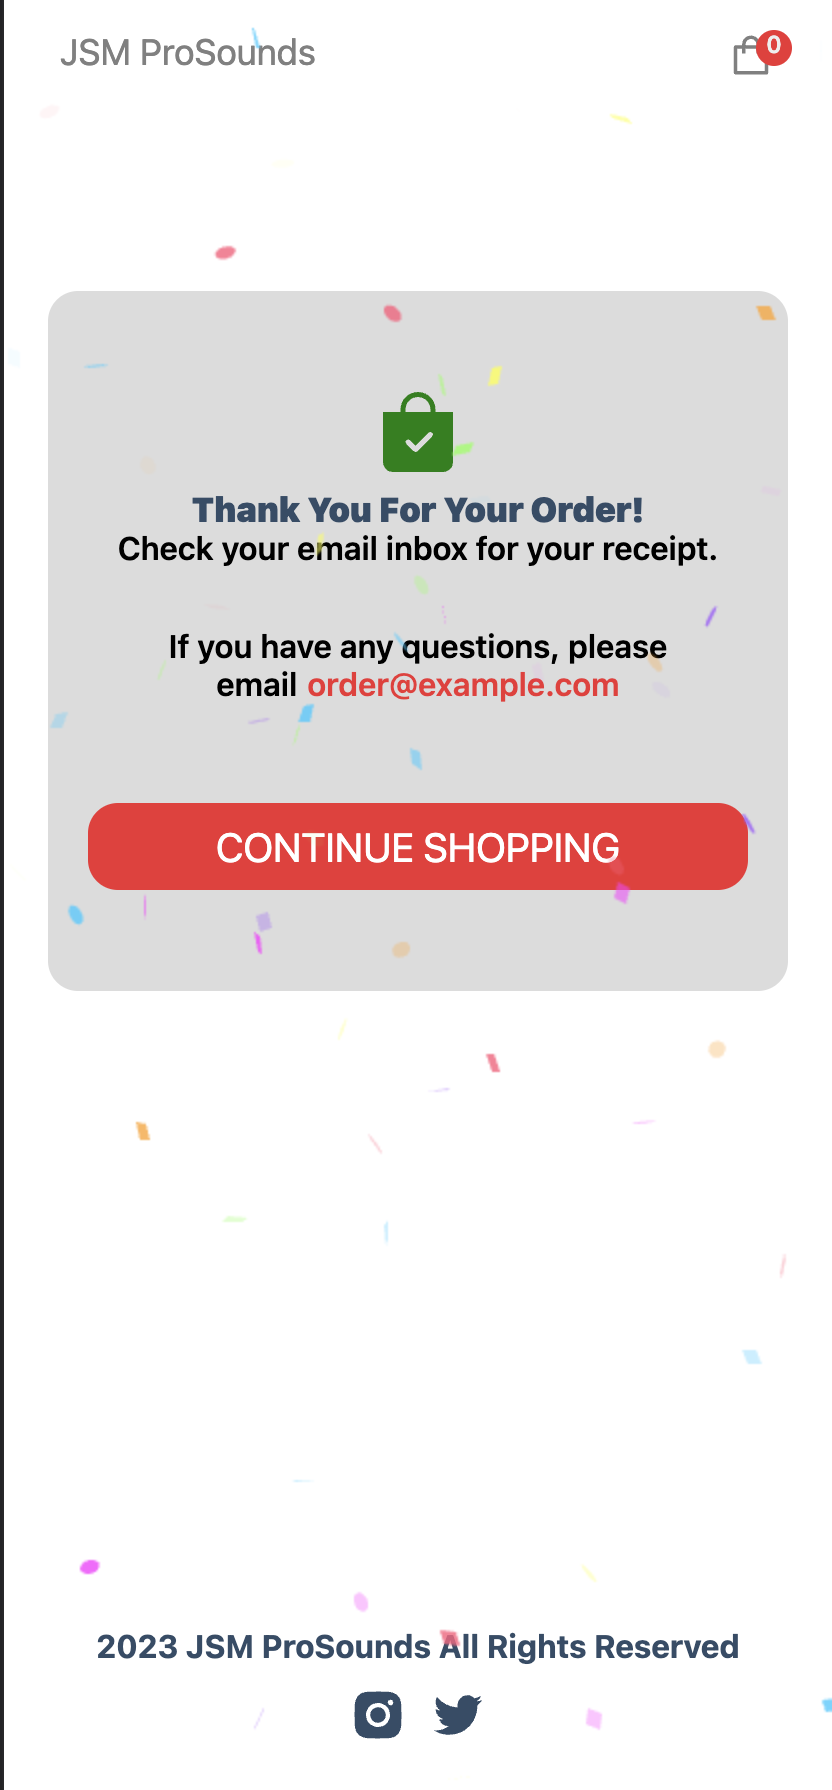 JSM ProSounds
0
Thank You For Your Order!
Check your email inbox for your receipt.
If you have any questions, please
email order@example.com
CONTINUE SHOPPING
2023 JSM ProSounds All Rights Reserved